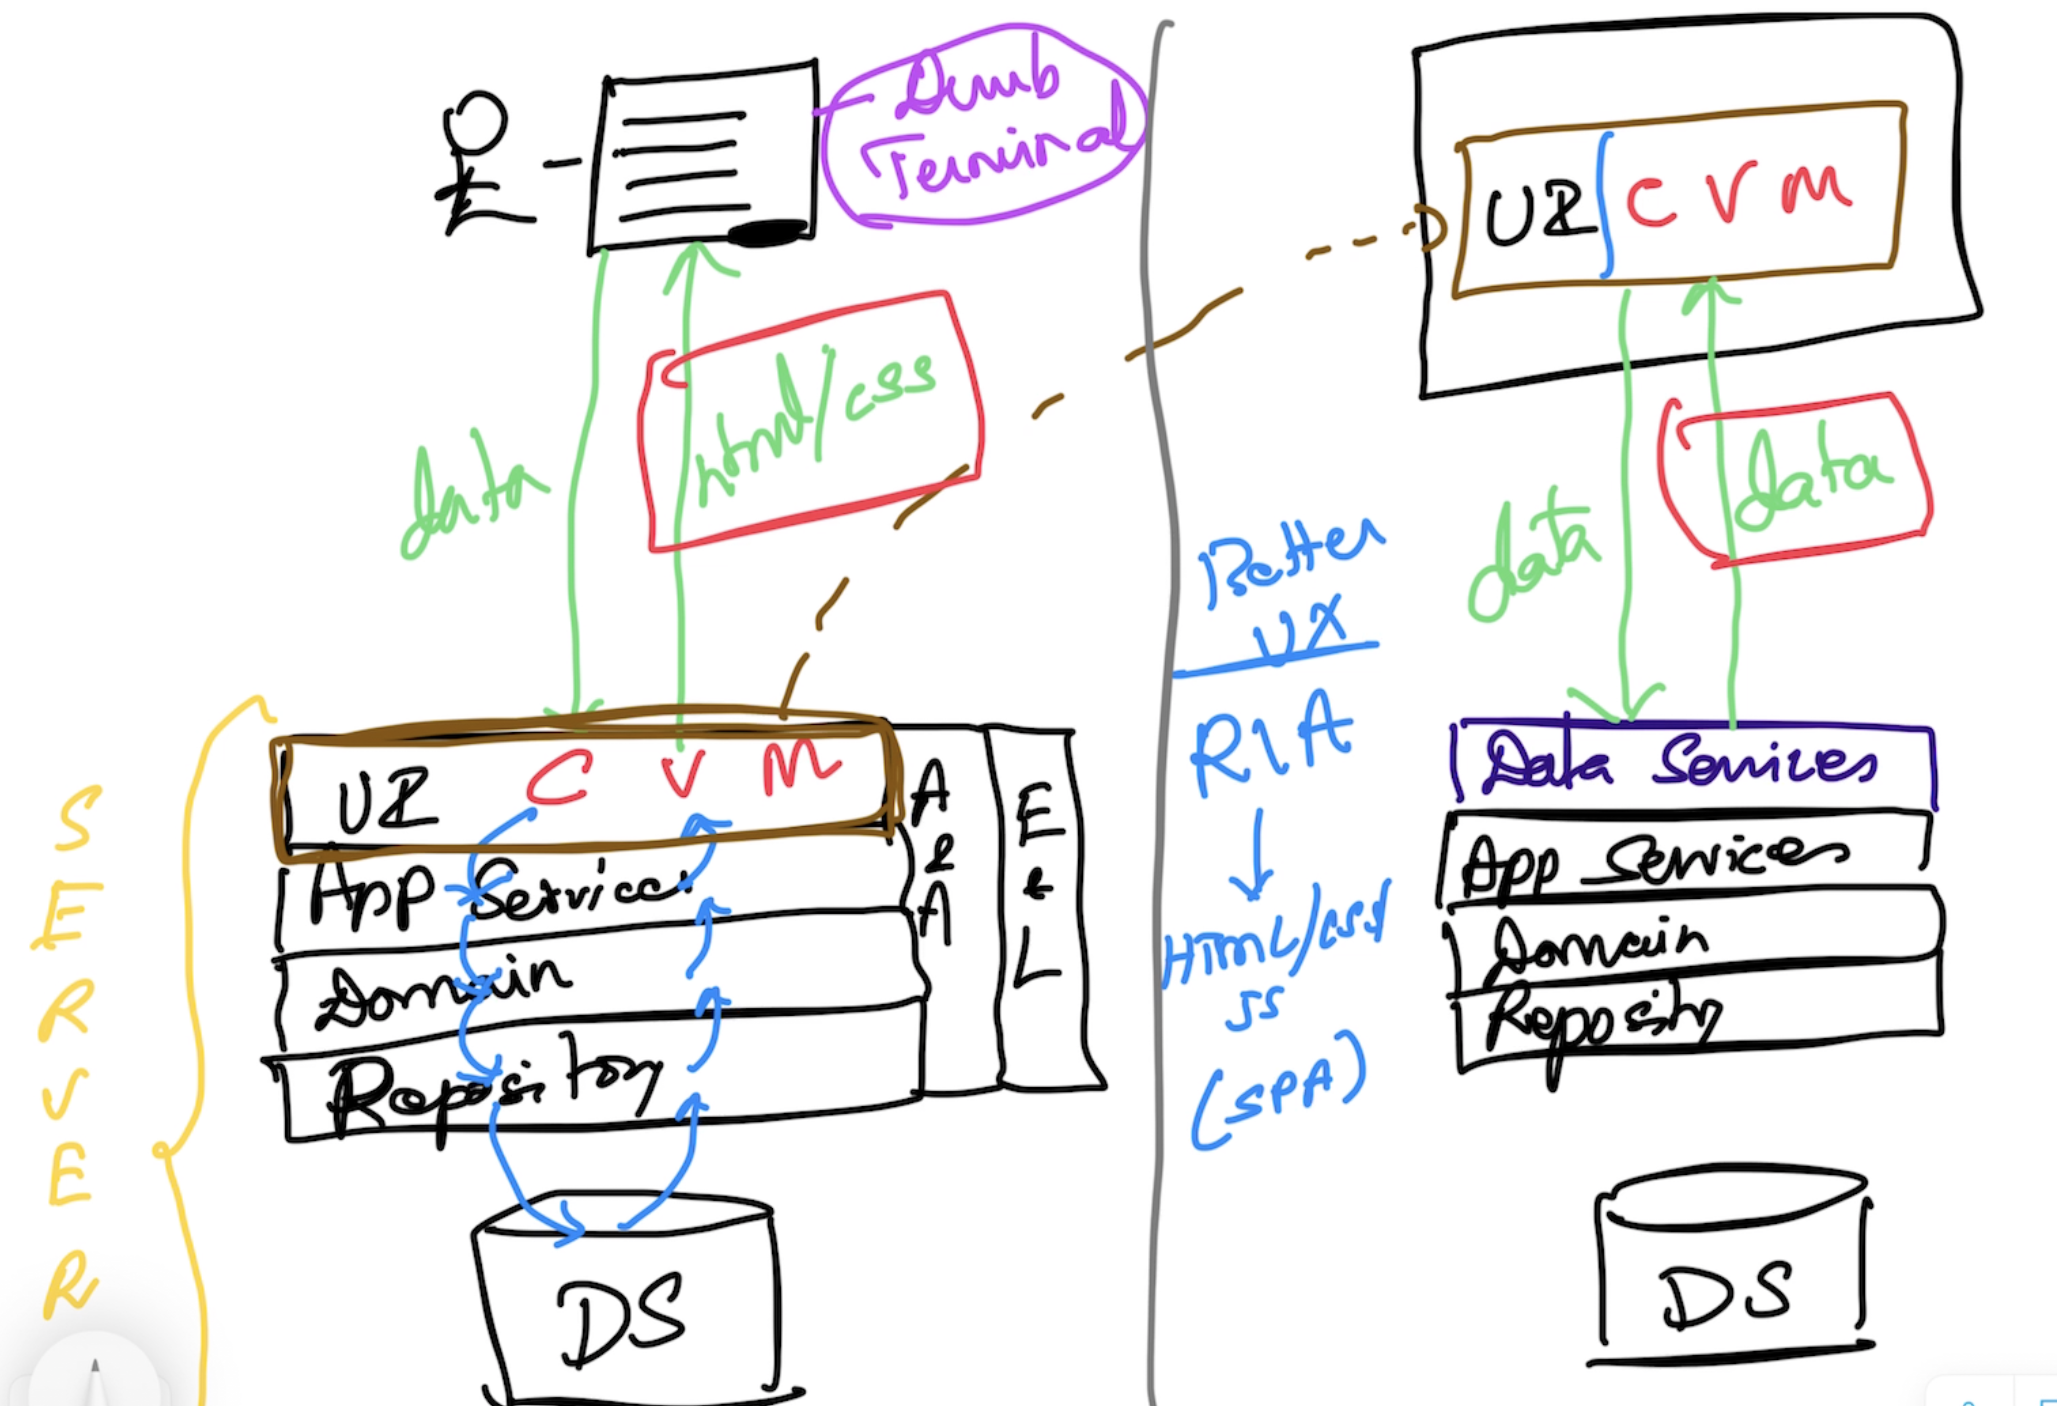 Dumb
Terminal
data
html/css
UI C V M
App Services
Domain
Repository
A
&
A
E
&
L
DS
SERVER
Better
UX
RIA
HTML/CSS/
JS
(SPA)
UI C V M
data
data
Data Services
App Services
Domain
Repository
DS